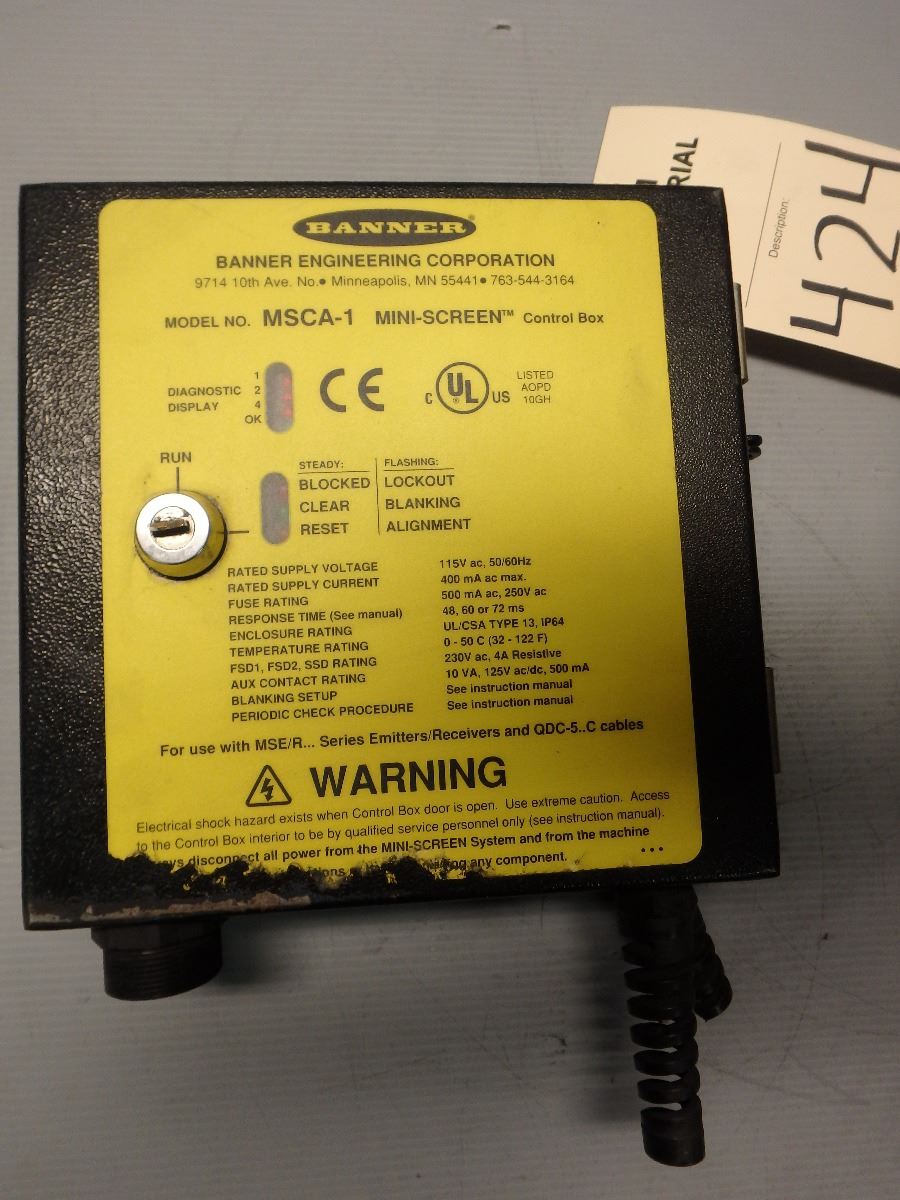 BANNER
BANNER ENGINEERING CORPORATION
9714 10th Ave. No.● Minneapolis, MN 55441● 763-544-3164
MODEL NO. MSCA-1 MINI-SCREEN™ Control Box
DIAGNOSTIC DISPLAY
1
2
4
OK
CE
C UL ® US
LISTED
AOPD
10GH
RUN
STEADY: FLASHING:
BLOCKED LOCKOUT
CLEAR BLANKING
RESET ALIGNMENT
RATED SUPPLY VOLTAGE 115V ac, 50/60Hz
RATED SUPPLY CURRENT 400 mA ac max.
FUSE RATING 500 mA ac, 250V ac
RESPONSE TIME (See manual) 48, 60 or 72 ms
ENCLOSURE RATING UL/CSA TYPE 13, IP64
TEMPERATURE RATING 0 - 50 C (32 - 122 F)
FSD1, FSD2, SSD RATING 230V ac, 4A Resistive
AUX CONTACT RATING 10 VA, 125V ac/dc, 500 mA
BLANKING SETUP See instruction manual
PERIODIC CHECK PROCEDURE See instruction manual
For use with MSE/R... Series Emitters/Receivers and QDC-5..C cables
WARNING
Electrical shock hazard exists when Control Box door is open. Use extreme caution. Access
to the Control Box interior to be by qualified service personnel only (see instruction manual).
disconnect all power from the MINI-SCREEN System and from the machine
any component.
...
RIAL
Description:
424